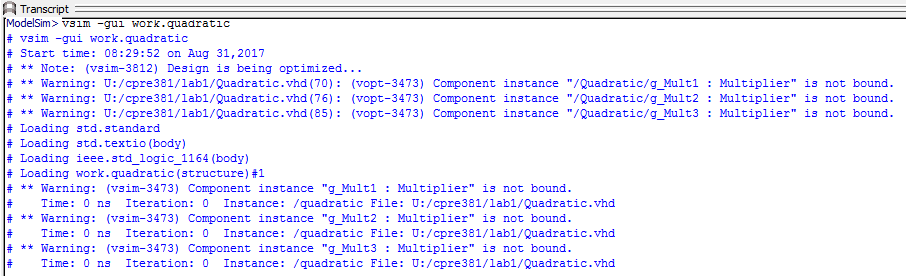 Transcript
ModelSim> vsim -gui work.quadratic
# vsim -gui work.quadratic
# Start time: 08:29:52 on Aug 31,2017
# ** Note: (vsim-3812) Design is being optimized...
# ** Warning: U:/cpre381/lab1/Quadratic.vhd(70): (vopt-3473) Component instance "/Quadratic/g_Mult1 : Multiplier" is not bound.
# ** Warning: U:/cpre381/lab1/Quadratic.vhd(76): (vopt-3473) Component instance "/Quadratic/g_Mult2 : Multiplier" is not bound.
# ** Warning: U:/cpre381/lab1/Quadratic.vhd(85): (vopt-3473) Component instance "/Quadratic/g_Mult3 : Multiplier" is not bound.
# Loading std.standard
# Loading std.textio(body)
# Loading ieee.std_logic_1164(body)
# Loading work.quadratic(structure)#1
# ** Warning: (vsim-3473) Component instance "g_Mult1 : Multiplier" is not bound.
#    Time: 0 ns  Iteration: 0  Instance: /quadratic File: U:/cpre381/lab1/Quadratic.vhd
# ** Warning: (vsim-3473) Component instance "g_Mult2 : Multiplier" is not bound.
#    Time: 0 ns  Iteration: 0  Instance: /quadratic File: U:/cpre381/lab1/Quadratic.vhd
# ** Warning: (vsim-3473) Component instance "g_Mult3 : Multiplier" is not bound.
#    Time: 0 ns  Iteration: 0  Instance: /quadratic File: U:/cpre381/lab1/Quadratic.vhd